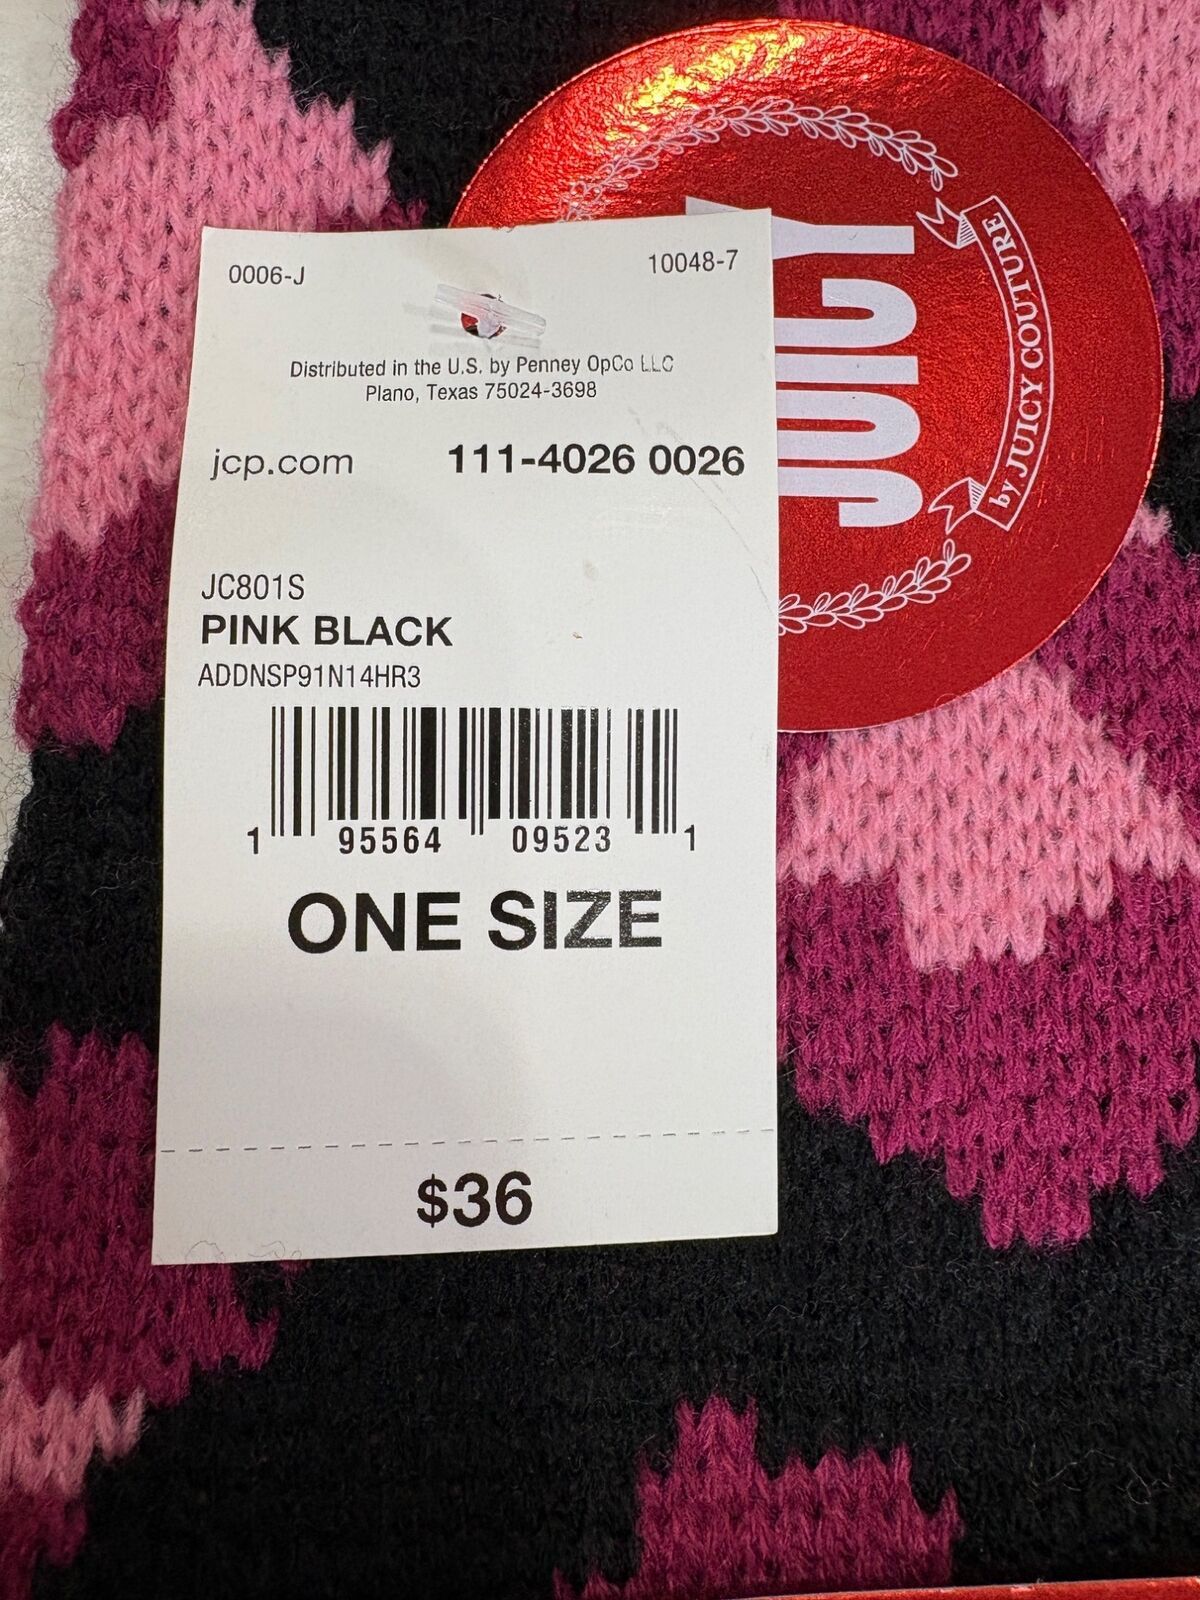 0006-J 10048-7
Distributed in the U.S. by Penney OpCo LLC
Plano, Texas 75024-3698
jcp.com 111-4026 0026
JC801S
PINK BLACK
ADDNSP91N14HR3
1 95564 09523 1
ONE SIZE
$36
JUICY
by JUICY COUTURE